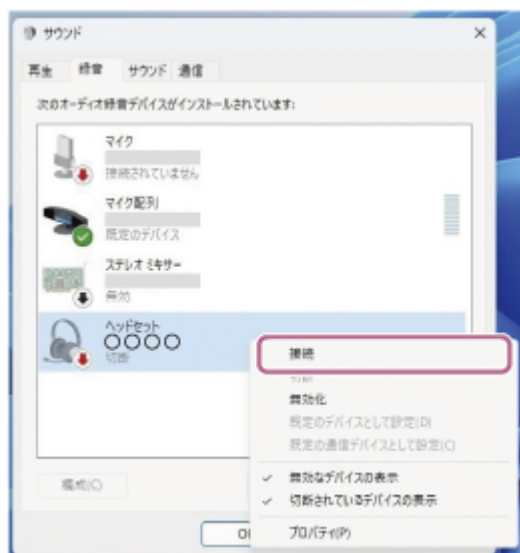 サウンド
再生 録音 サウンド 通信
次のオーディオ録音デバイスがインストールされています:
マイク
接続されていません
マイク配列
既定のデバイス
ステレオ ミキサー
無効
ヘッドセット
○○○○
切断
接続
切断
無効化
既定のデバイスとして設定(D)
既定の通信デバイスとして設定(C)
✓ 無効なデバイスの表示
✓ 切断されているデバイスの表示
構成(C)
プロパティ(P)